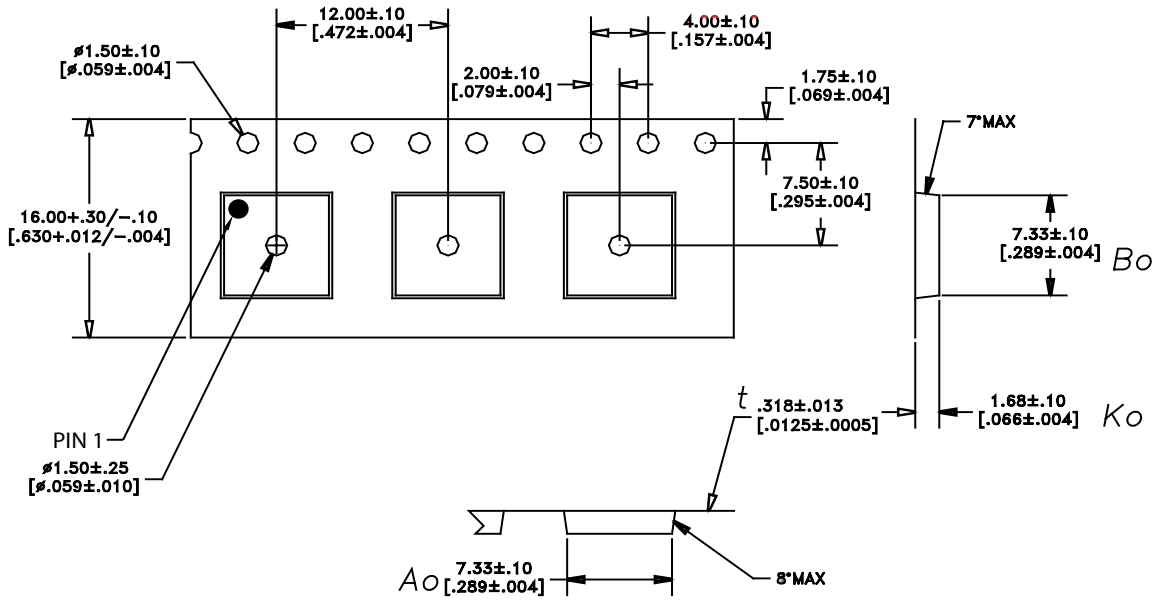 12.00±.10
[.472±.004]
4.00±.10
[.157±.004]
ø1.50±.10
[ø.059±.004]
2.00±.10
[.079±.004]
1.75±.10
[.069±.004]
7°MAX
7.50±.10
[.295±.004]
16.00+.30/-.10
[.630+.012/-.004]
7.33±.10
[.289±.004]
Bo
t
.318±.013
[.0125±.0005]
1.68±.10
[.066±.004]
Ko
PIN 1
ø1.50±.25
[ø.059±.010]
Ao
7.33±.10
[.289±.004]
8°MAX